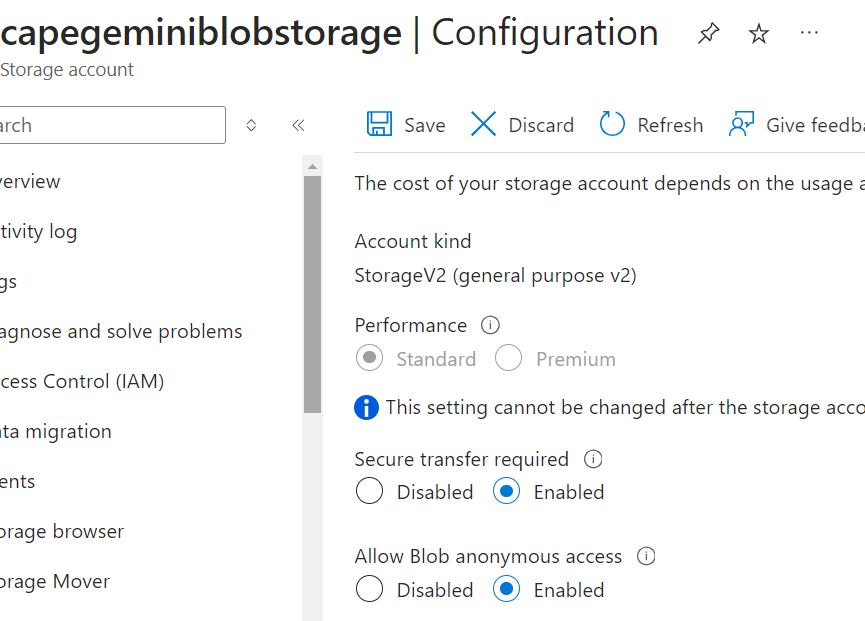 capegeminiblobstorage | Configuration
Storage account
arch
Save Discard Refresh Give feedba
verview
tivity log
gs
agnose and solve problems
cess Control (IAM)
ata migration
ents
orage browser
orage Mover
The cost of your storage account depends on the usage a
Account kind
StorageV2 (general purpose v2)
Performance
Standard Premium
This setting cannot be changed after the storage acco
Secure transfer required
Disabled Enabled
Allow Blob anonymous access
Disabled Enabled